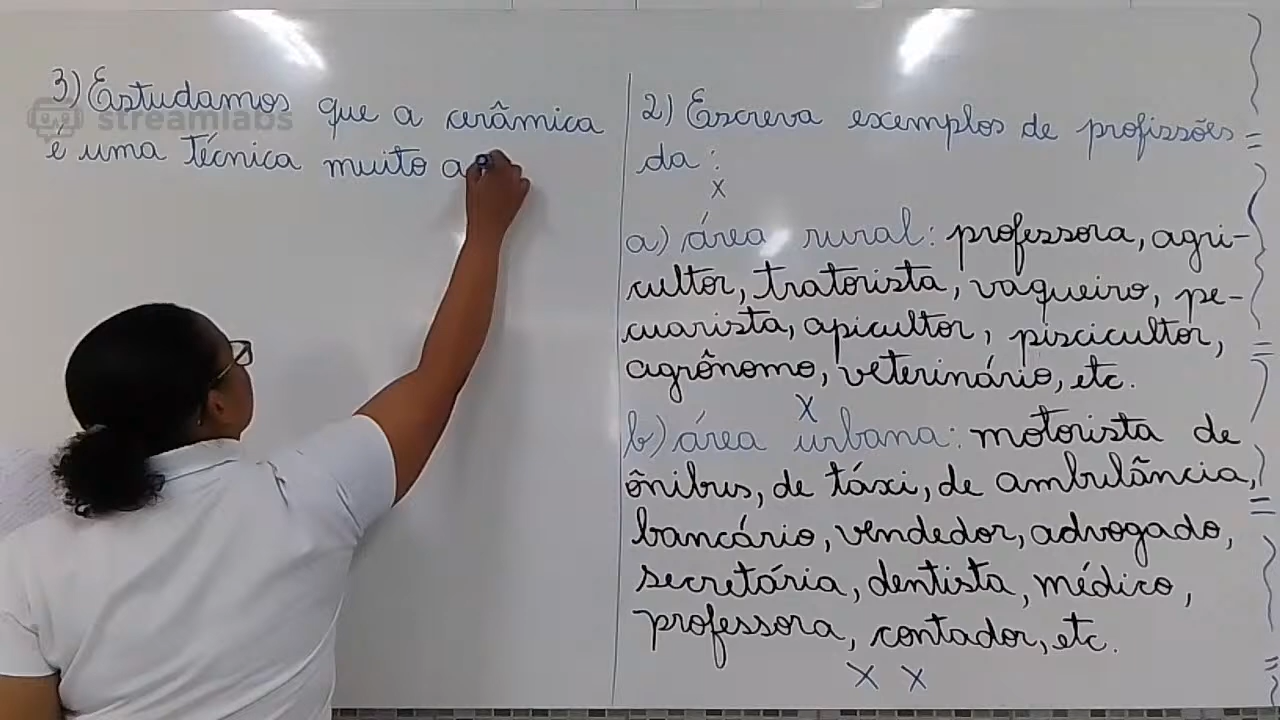 3) Estudamos que a cerâmica
é uma técnica muito a
streamlabs
2) Escreva exemplos de profissões
da:
x
a) área rural: professora, agri-
cultor, tratorista, vaqueiro, pe-
cuarista, apicultor, piscicultor,
agrônomo, veterinário, etc.
X
b) área urbana: motorista de
ônibus, de táxi, de ambulância,
bancário, vendedor, advogado,
secretária, dentista, médico,
professora, contador, etc.
X X